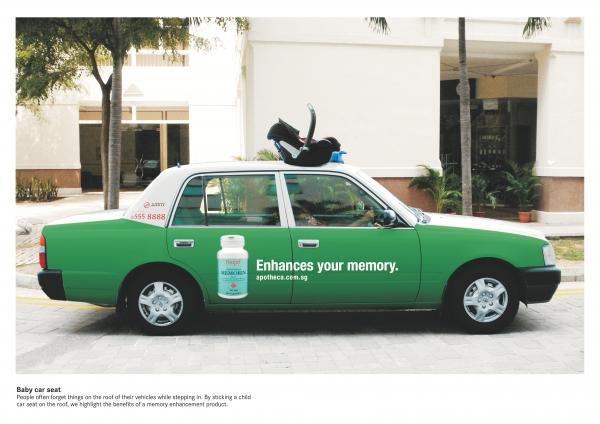 555 8888
Enhances your memory.
apotheca.com.sg
Baby car seat
People often forget things on the roof of their vehicles while stepping in. By sticking a child
car seat on the roof, we highlight the benefits of a memory enhancement product.